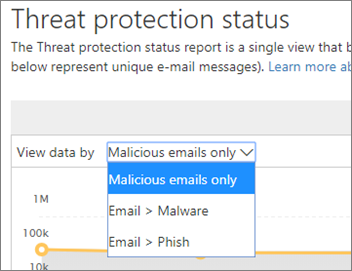 Threat protection status
The Threat protection status report is a single view that
below represent unique e-mail messages). Learn more
View data by Malicious emails only
Malicious emails only
Email > Malware
Email > Phish
1M
100k
10k